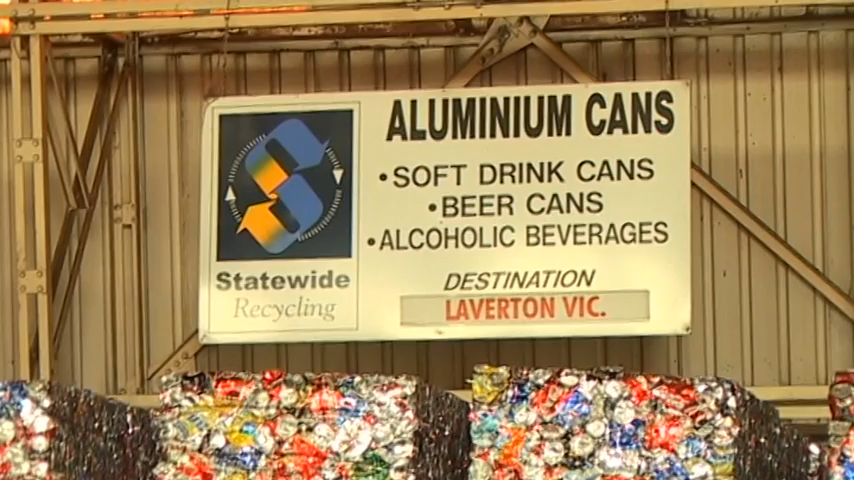 ALUMINIUM CANS
•SOFT DRINK CANS
•BEER CANS
•ALCOHOLIC BEVERAGES
Statewide
Recycling
DESTINATION
LAVERTON VIC.